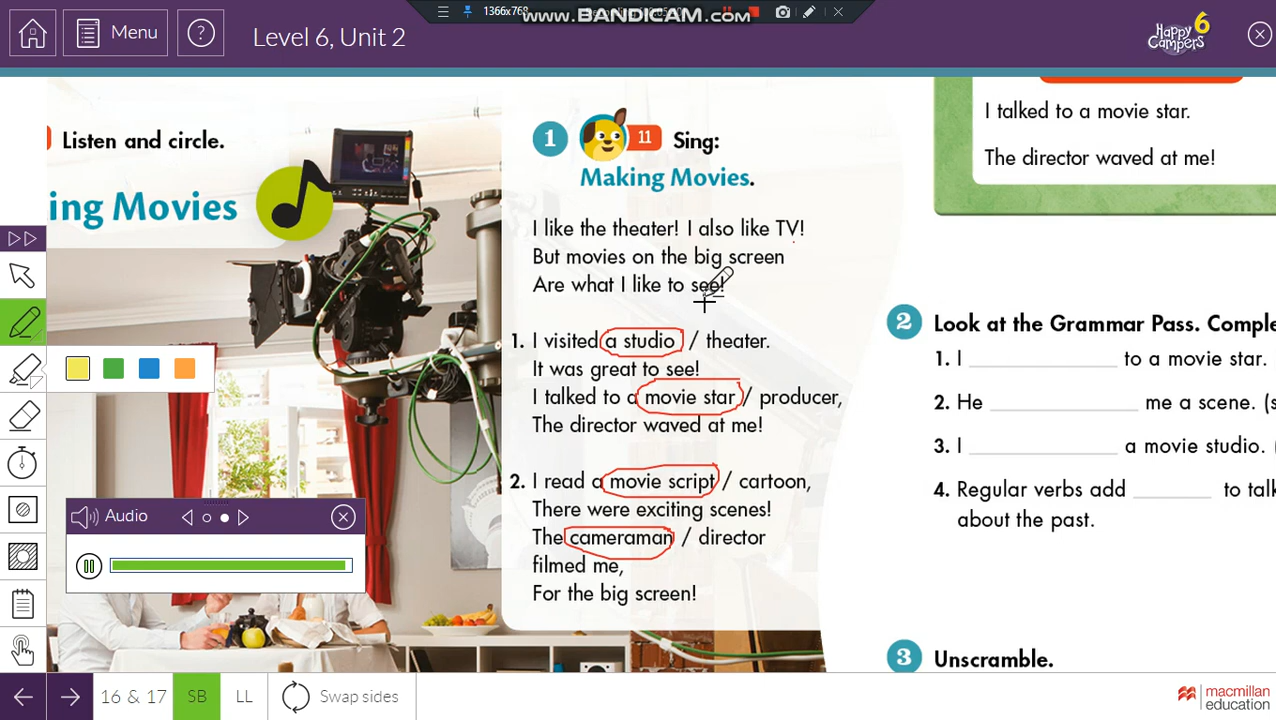 1366x768
www.BANDICAM.com
Menu
?
Level 6, Unit 2
Happy Campers 6
Listen and circle.
ing Movies
1 11 Sing:
Making Movies.
I like the theater! I also like TV!
But movies on the big screen
Are what I like to see!
1. I visited a studio / theater.
It was great to see!
I talked to a movie star / producer,
The director waved at me!
2. I read a movie script / cartoon,
There were exciting scenes!
The cameraman / director
filmed me,
For the big screen!
I talked to a movie star.
The director waved at me!
2 Look at the Grammar Pass. Comple
1. I ________ to a movie star.
2. He ________ me a scene. (s
3. I ________ a movie studio. (
4. Regular verbs add ________ to talk
about the past.
3 Unscramble.
Audio
16 & 17
SB
LL
Swap sides
macmillan
education